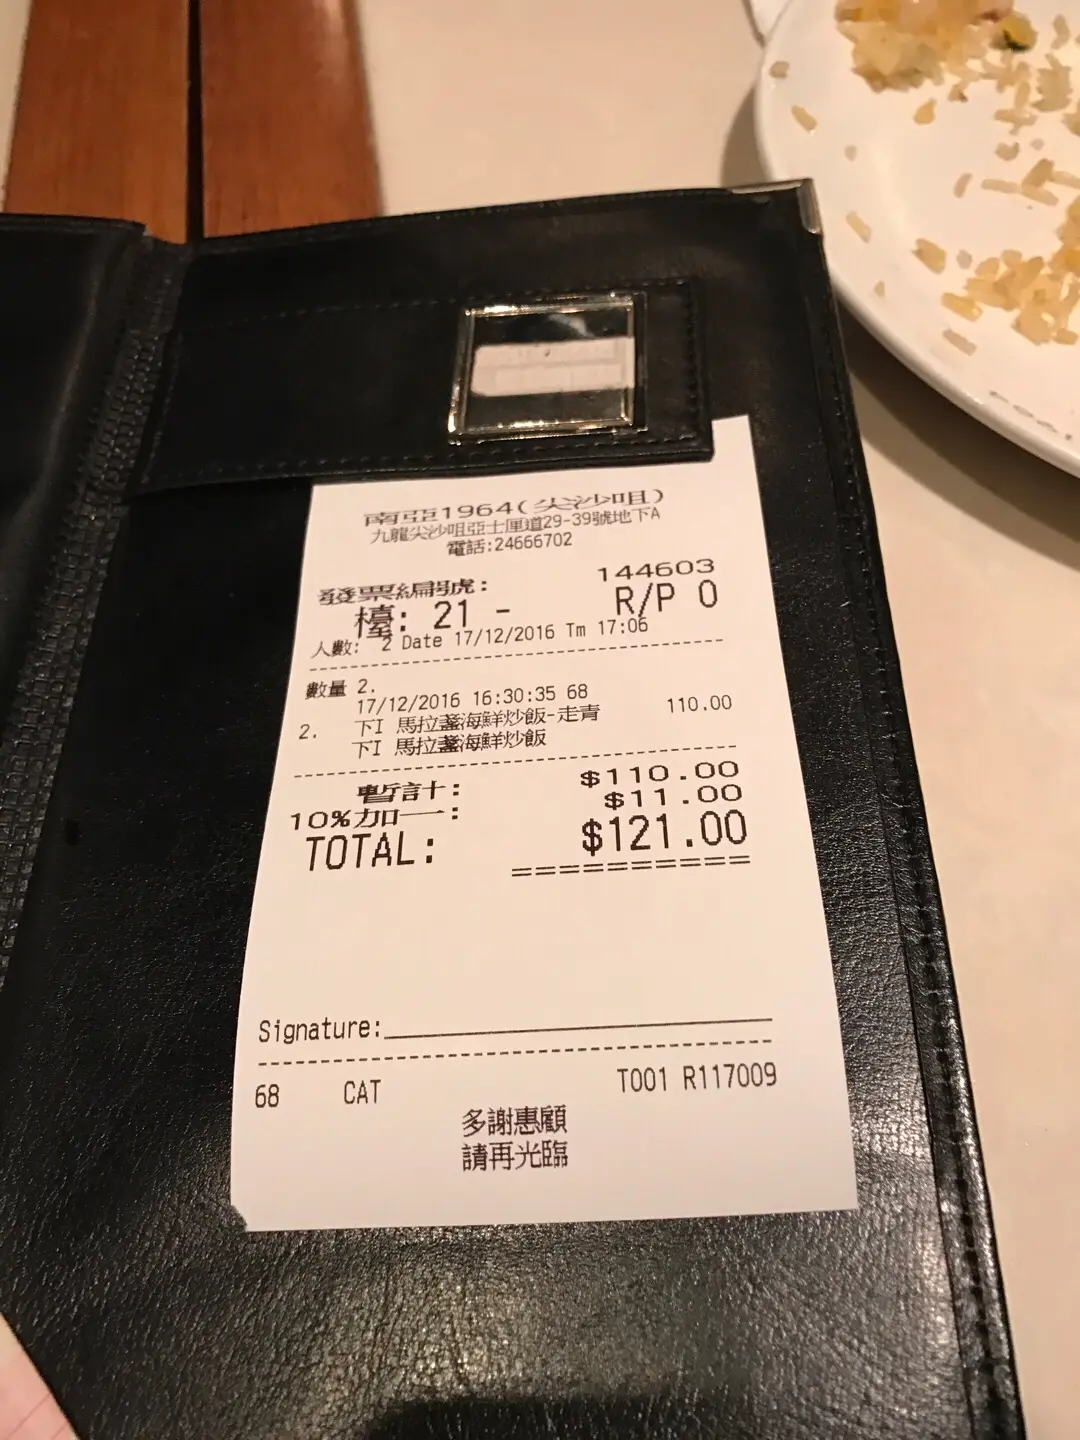 南亞1964(尖沙咀)
九龍尖沙咀亞士厘道29-39號地下A
電話:24666702
發票編號: 144603
檯: 21 - R/P 0
人數: 2 Date 17/12/2016 Tm 17:06
數量 2.
17/12/2016 16:30:35 68
2. 下I 馬拉盞海鮮炒飯-走青 110.00
下I 馬拉盞海鮮炒飯
暫計: $110.00
10%加一: $11.00
TOTAL: $121.00
==========
Signature:
68 CAT T001 R117009
多謝惠顧
請再光臨